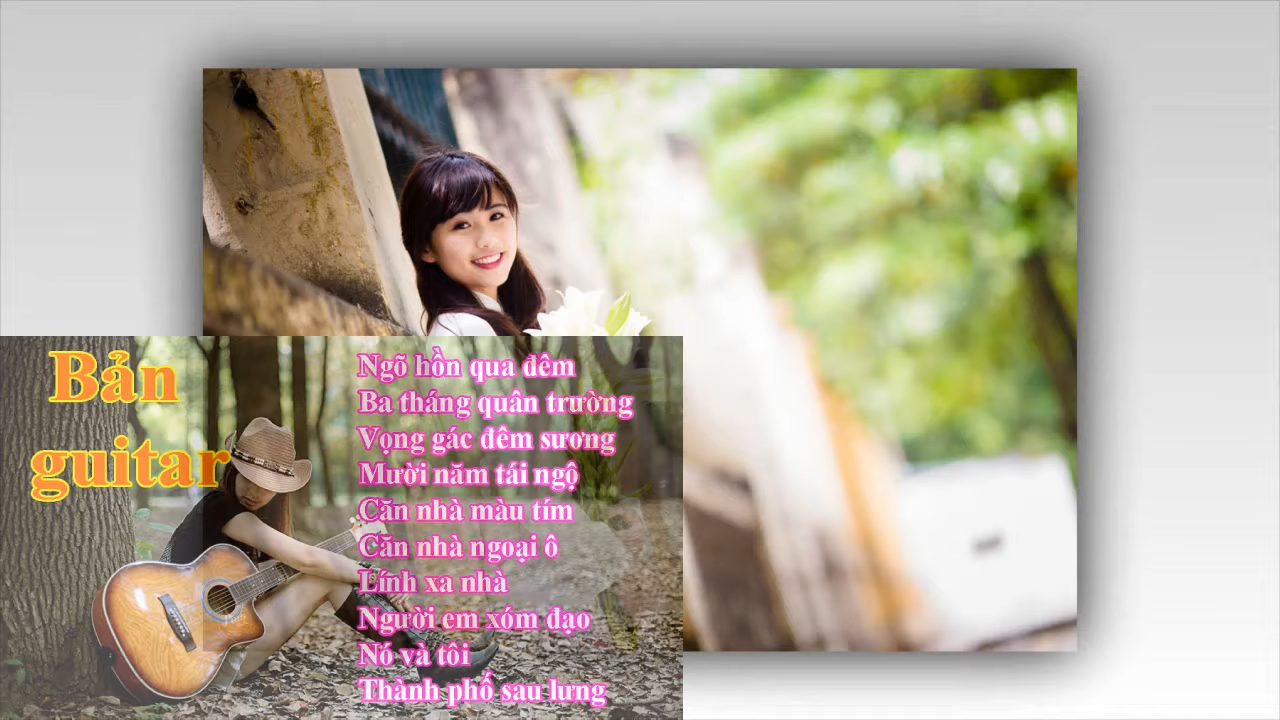 Bản
guitar
Ngõ hồn qua đêm
Ba tháng quân trường
Vọng gác đêm sương
Mười năm tái ngộ
Căn nhà màu tím
Căn nhà ngoại ô
Lính xa nhà
Người em xóm đạo
Nó và tôi
Thành phố sau lưng